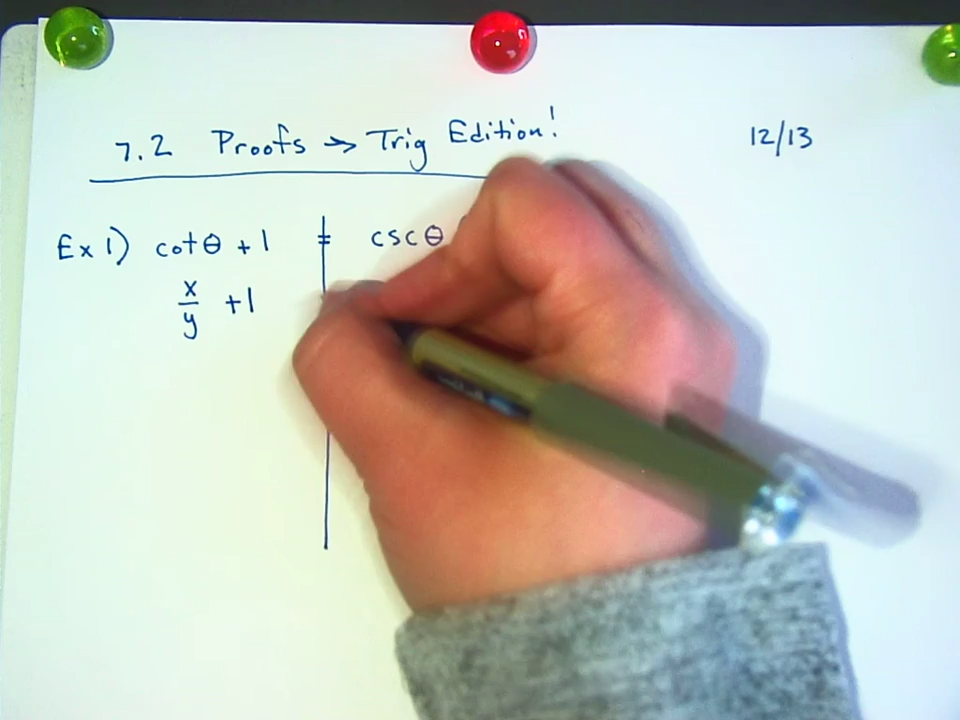 7.2 Proofs → Trig Edition! 12/13
Ex 1) cotθ + 1 = cscθ
x/y + 1